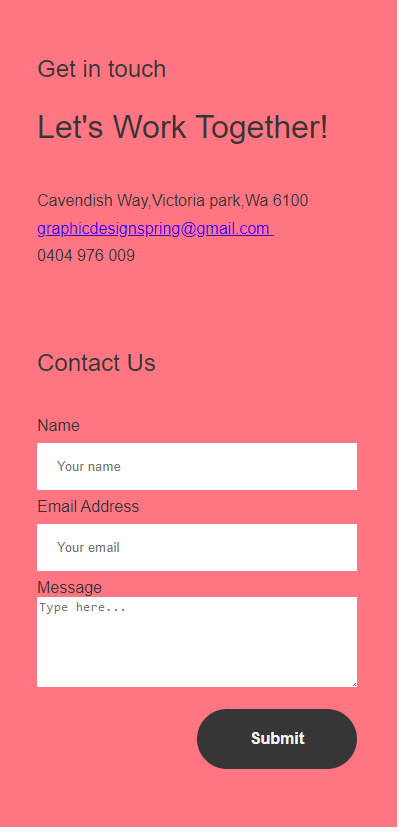 Get in touch
Let's Work Together!
Cavendish Way,Victoria park,Wa 6100
graphicdesignspring@gmail.com
0404 976 009
Contact Us
Name
Your name
Email Address
Your email
Message
Type here...
Submit